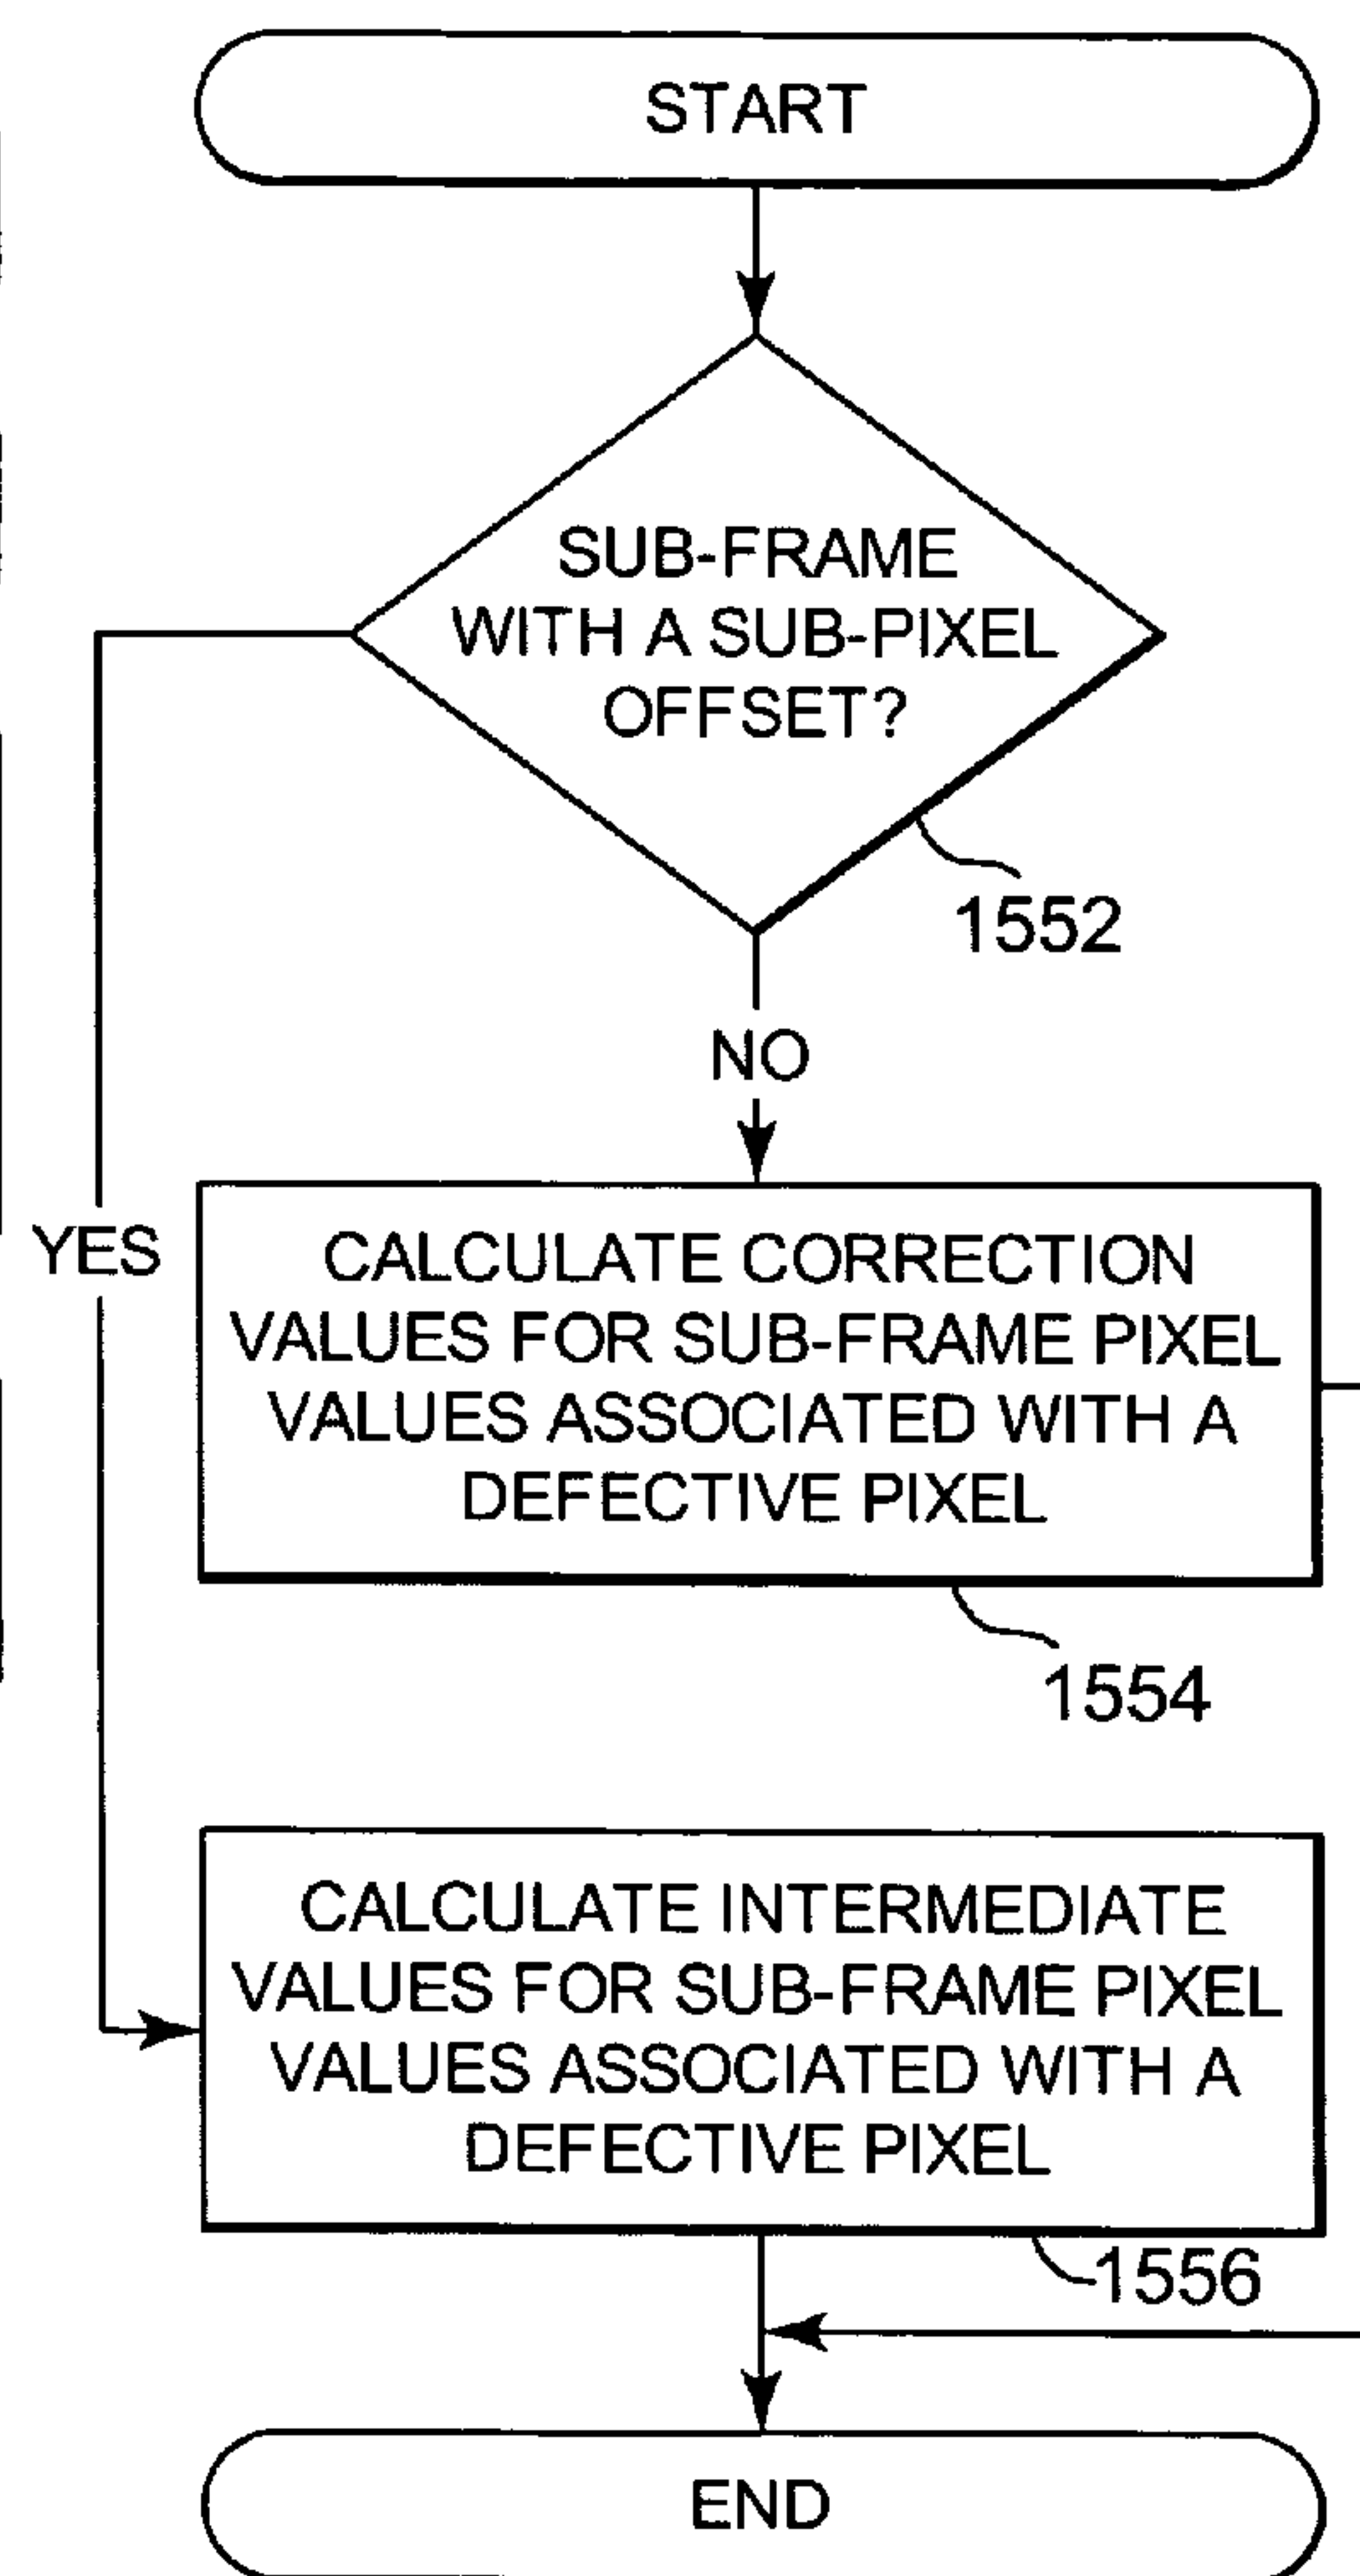 START
SUB-FRAME
WITH A SUB-PIXEL
OFFSET?
1552
NO
YES
CALCULATE CORRECTION
VALUES FOR SUB-FRAME PIXEL
VALUES ASSOCIATED WITH A
DEFECTIVE PIXEL
1554
CALCULATE INTERMEDIATE
VALUES FOR SUB-FRAME PIXEL
VALUES ASSOCIATED WITH A
DEFECTIVE PIXEL
1556
END